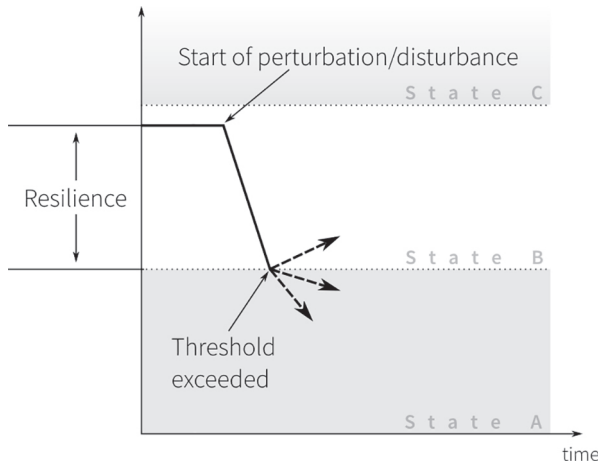 Start of perturbation/disturbance
State C
Resilience
State B
Threshold
exceeded
State A
time